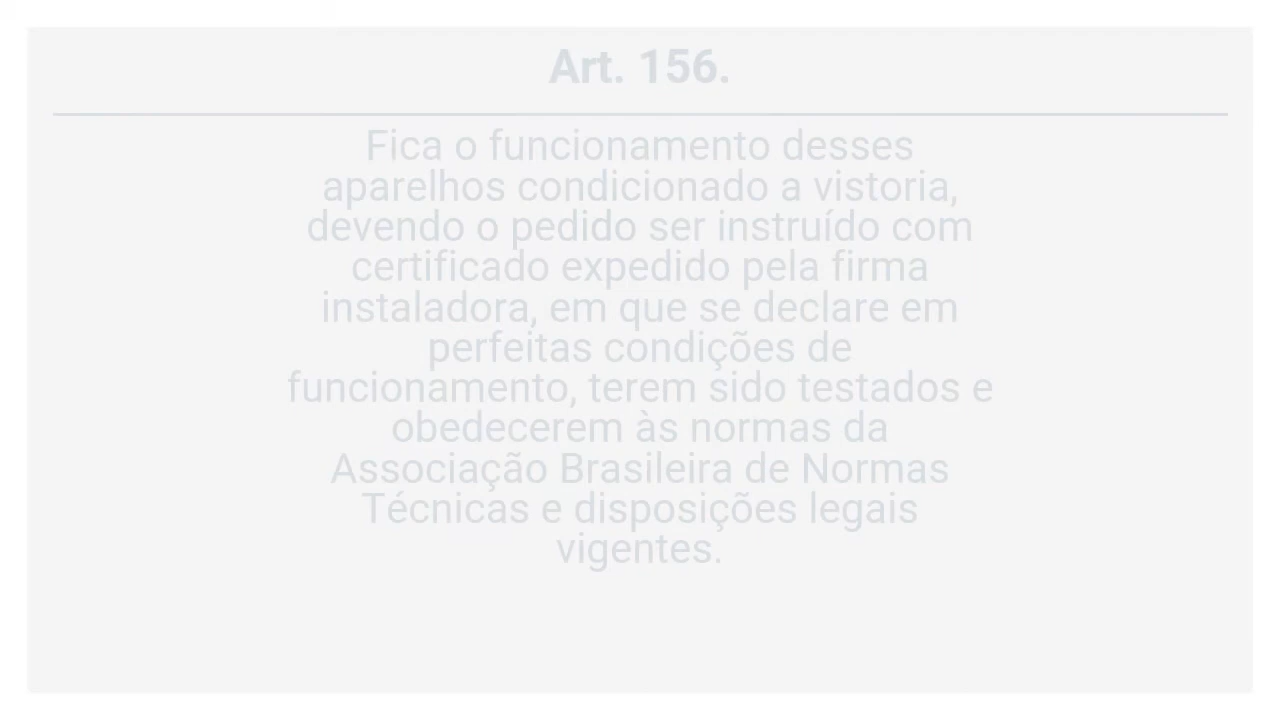 Art. 156.
Fica o funcionamento desses
aparelhos condicionado a vistoria,
devendo o pedido ser instruído com
certificado expedido pela firma
instaladora, em que se declare em
perfeitas condições de
funcionamento, terem sido testados e
obedecerem às normas da
Associação Brasileira de Normas
Técnicas e disposições legais
vigentes.